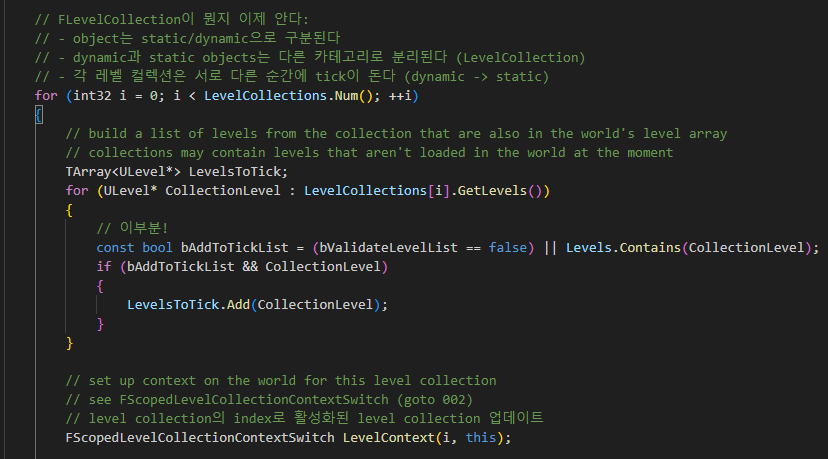 // FLevelCollection이 뭔지 이제 안다:
// - object는 static/dynamic으로 구분된다
// - dynamic과 static objects는 다른 카테고리로 분리된다 (LevelCollection)
// - 각 레벨 컬렉션은 서로 다른 순간에 tick이 돈다 (dynamic -> static)
for (int32 i = 0; i < LevelCollections.Num(); ++i)
{
// build a list of levels from the collection that are also in the world's level array
// collections may contain levels that aren't loaded in the world at the moment
TArray<ULevel*> LevelsToTick;
for (ULevel* CollectionLevel : LevelCollections[i].GetLevels())
{
// 이부분!
const bool bAddToTickList = (bValidateLevelList == false) || Levels.Contains(CollectionLevel);
if (bAddToTickList && CollectionLevel)
{
LevelsToTick.Add(CollectionLevel);
}
}
// set up context on the world for this level collection
// see FScopedLevelCollectionContextSwitch (goto 002)
// level collection의 index로 활성화된 level collection 업데이트
FScopedLevelCollectionContextSwitch LevelContext(i, this);